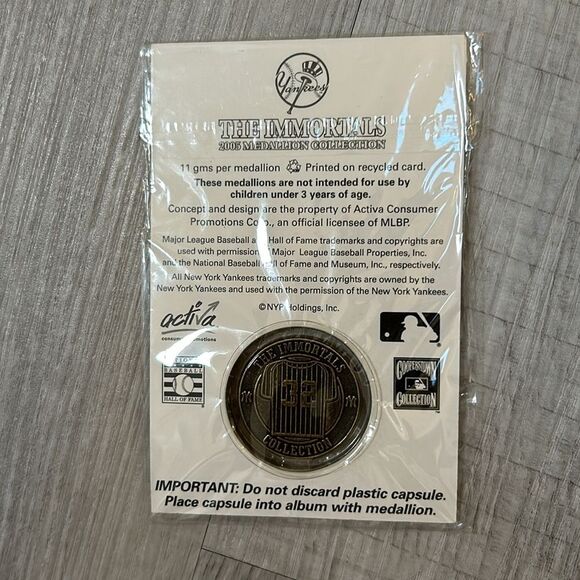 Yankees
THE IMMORTALS
2005 MEDALLION COLLECTION
11 gms per medallion Printed on recycled card.
These medallions are not intended for use by
children under 3 years of age.
Concept and design are the property of Activa Consumer
Promotions Corp., an official licensee of MLBP.
Major League Baseball and Hall of Fame trademarks and copyrights are
used with permission of Major League Baseball Properties, Inc.
and the National Baseball Hall of Fame and Museum, Inc., respectively.
All New York Yankees trademarks and copyrights are owned by the
New York Yankees and used with the permission of the New York Yankees.
©NYP Holdings, Inc.
activa
consumer promotions
BASEBALL
HALL OF FAME
COOPERSTOWN
COLLECTION
THE IMMORTALS
32
COLLECTION
IMPORTANT: Do not discard plastic capsule.
Place capsule into album with medallion.